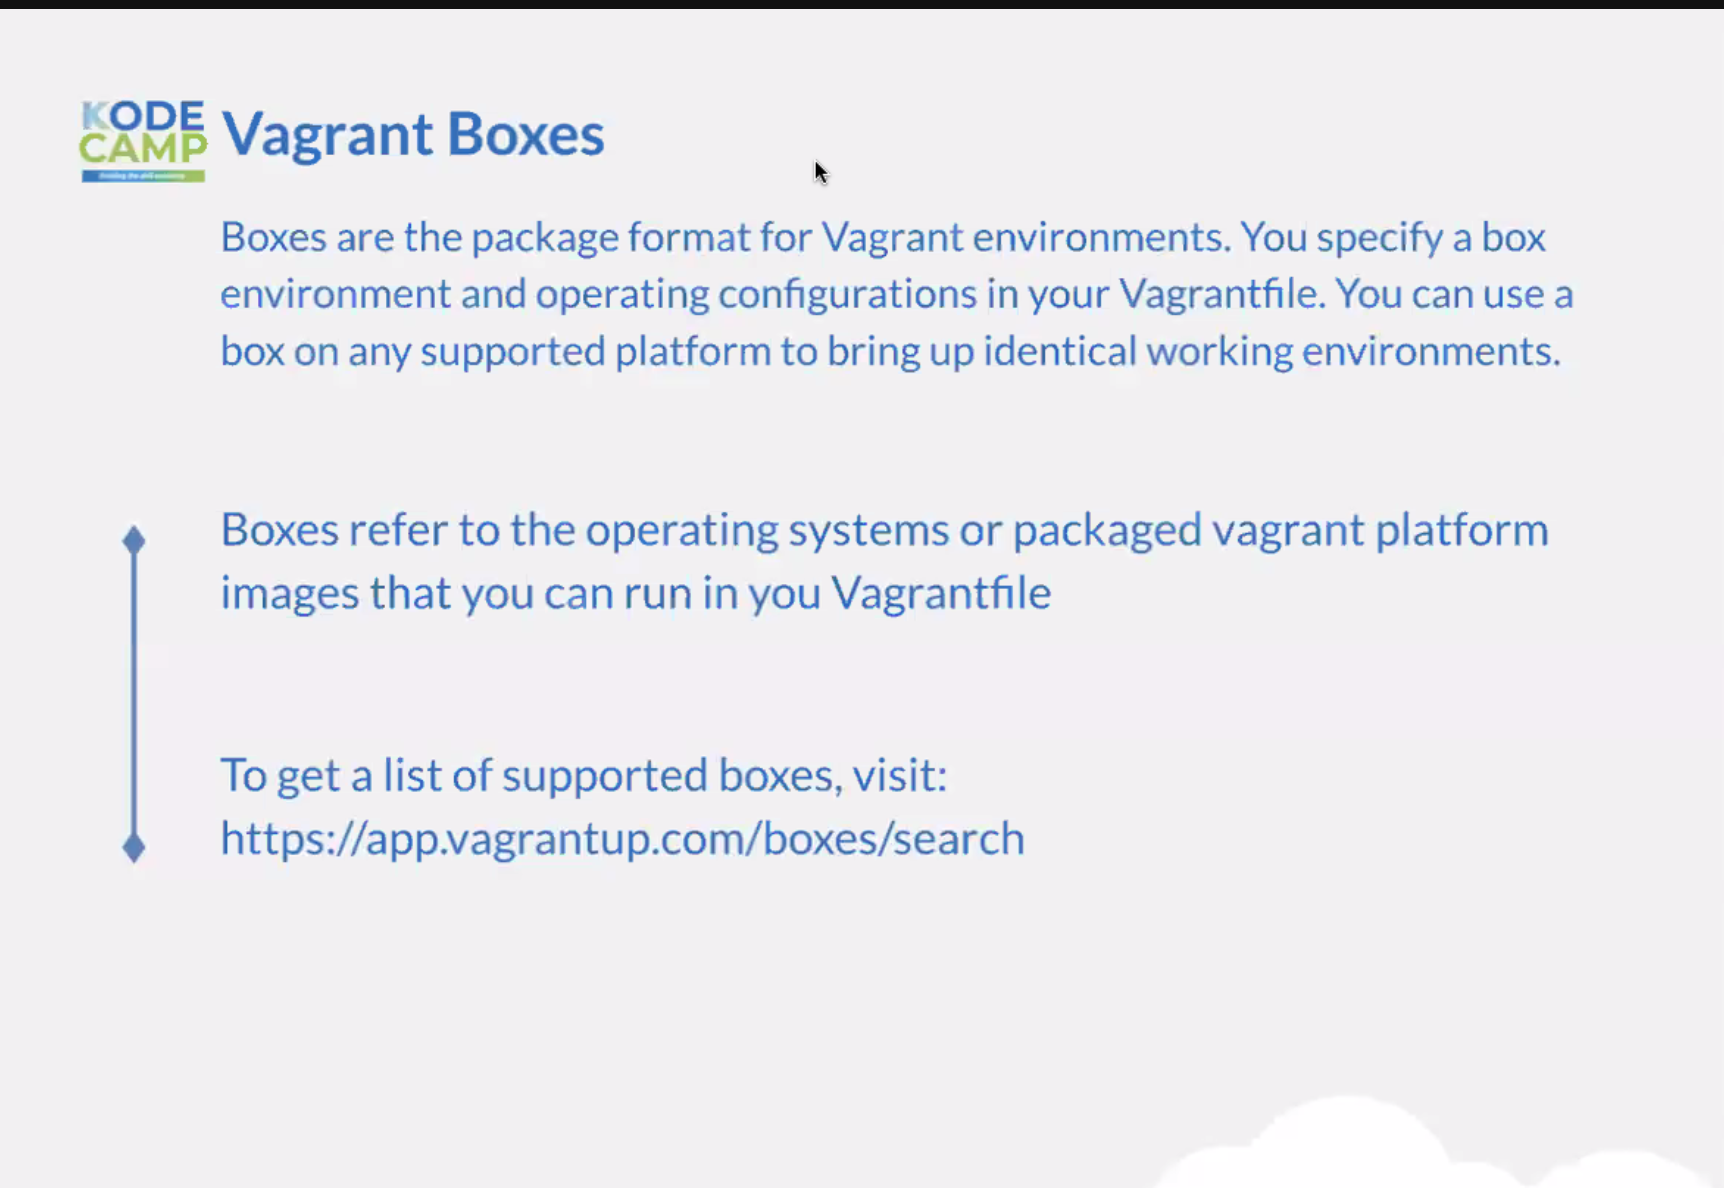 KODE
CAMP
Vagrant Boxes
Boxes are the package format for Vagrant environments. You specify a box
environment and operating configurations in your Vagrantfile. You can use a
box on any supported platform to bring up identical working environments.
Boxes refer to the operating systems or packaged vagrant platform
images that you can run in you Vagrantfile
To get a list of supported boxes, visit:
https://app.vagrantup.com/boxes/search